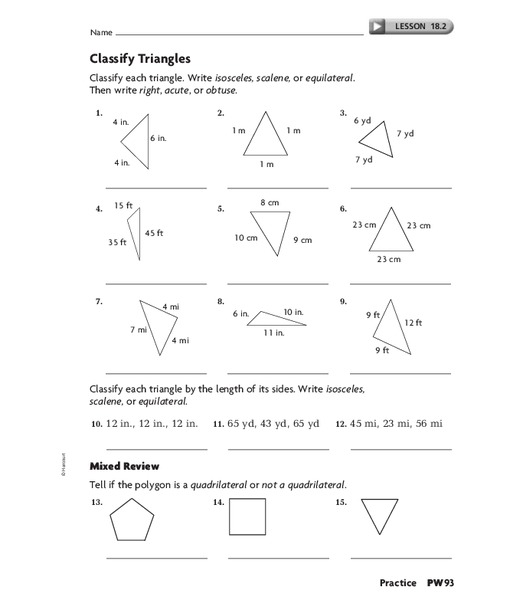 Name
LESSON 18.2
Classify Triangles
Classify each triangle. Write isosceles, scalene, or equilateral.
Then write right, acute, or obtuse.
1.
4 in.
6 in.
4 in.
2.
1 m
1 m
1 m
3.
6 yd
7 yd
7 yd
4.
15 ft
45 ft
35 ft
5.
8 cm
10 cm
9 cm
6.
23 cm
23 cm
23 cm
7.
4 mi
7 mi
4 mi
8.
6 in.
10 in.
11 in.
9.
9 ft
12 ft
9 ft
Classify each triangle by the length of its sides. Write isosceles,
scalene, or equilateral.
10. 12 in., 12 in., 12 in. 11. 65 yd, 43 yd, 65 yd 12. 45 mi, 23 mi, 56 mi
© Harcourt
Mixed Review
Tell if the polygon is a quadrilateral or not a quadrilateral.
13. 14. 15.
Practice PW93